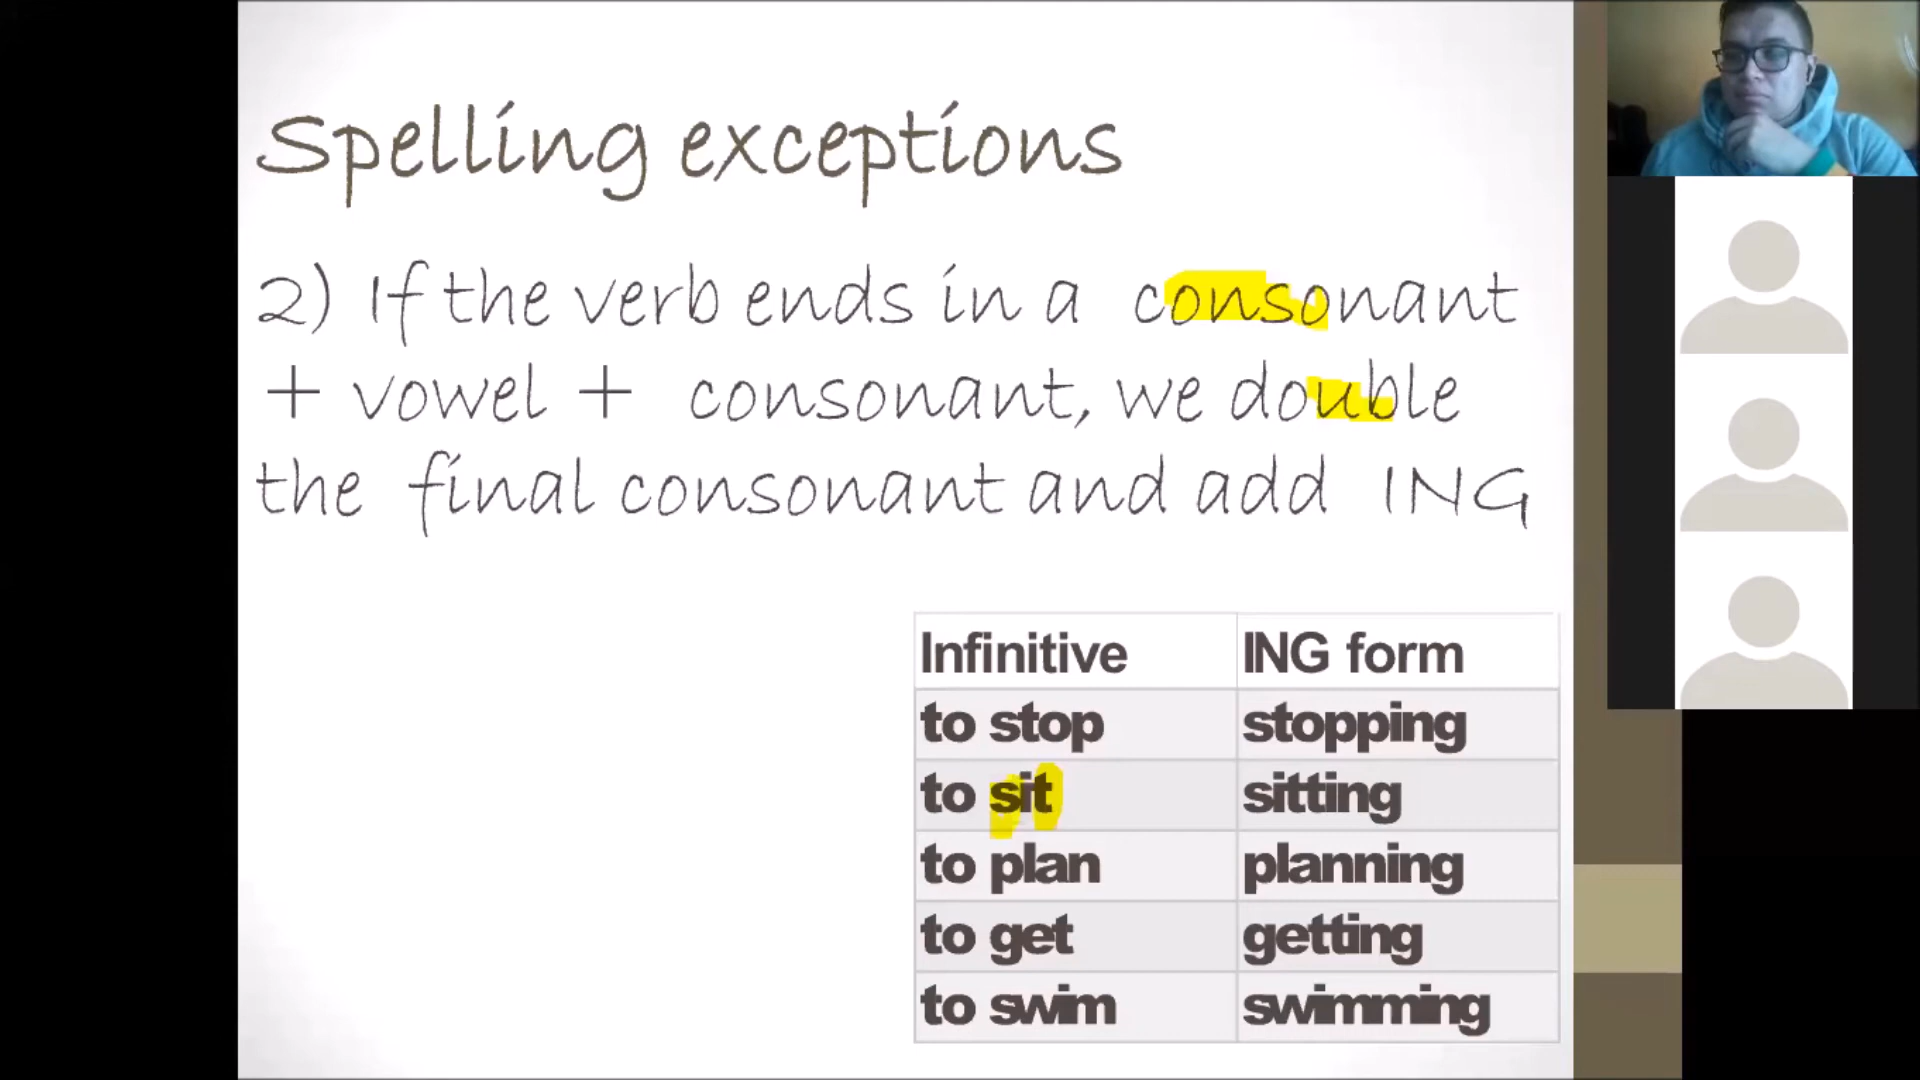 Spelling exceptions
2) If the verb ends in a consonant
+ vowel + consonant, we double
the final consonant and add ING
Infinitive ING form
to stop stopping
to sit sitting
to plan planning
to get getting
to swim swimming